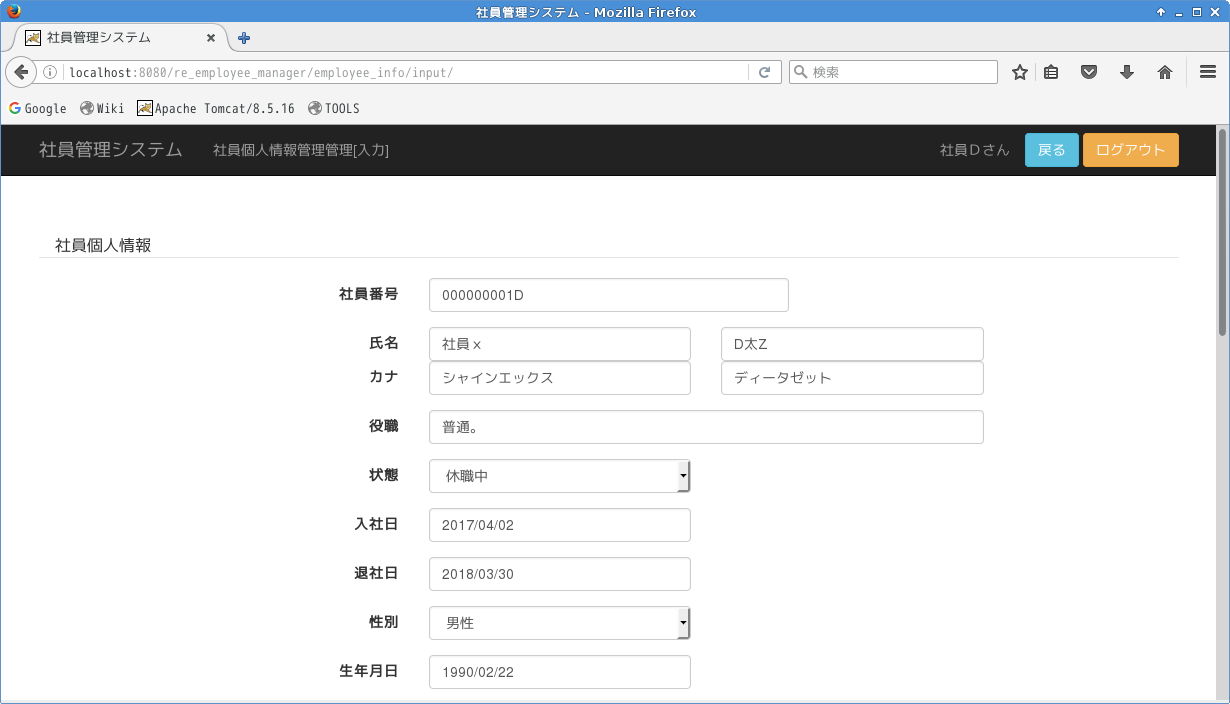 社員管理システム - Mozilla Firefox
社員管理システム
localhost:8080/re_employee_manager/employee_info/input/
検索
Google Wiki Apache Tomcat/8.5.16 TOOLS
社員管理システム 社員個人情報管理管理[入力] 社員Ｄさん 戻る ログアウト
社員個人情報
社員番号 000000001D
氏名 社員ｘ D太Z
カナ シャインエックス ディータゼット
役職 普通。
状態 休職中
入社日 2017/04/02
退社日 2018/03/30
性別 男性
生年月日 1990/02/22